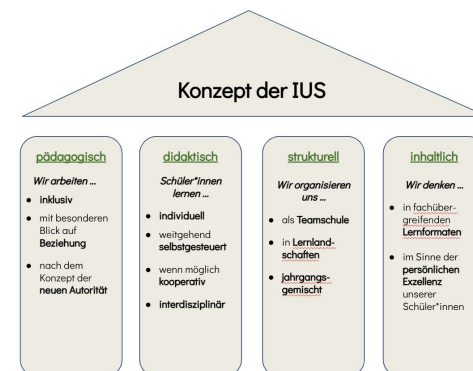 Konzept der IUS
pädagogisch
Wir arbeiten ...
● inklusiv
● mit besonderen
Blick auf
Beziehung
● nach dem
Konzept der
neuen Autorität
didaktisch
Schüler*innen
lernen ...
● individuell
● weitgehend
selbstgesteuert
● wenn möglich
kooperativ
● interdisziplinär
strukturell
Wir organisieren
uns ...
● als Teamschule
● in Lernland-
schaften
● jahrgangs-
gemischt
inhaltlich
Wir denken ...
● in fachüber-
greifenden
Lernformaten
● im Sinne der
persönlichen
Exzellenz
unserer
Schüler*innen